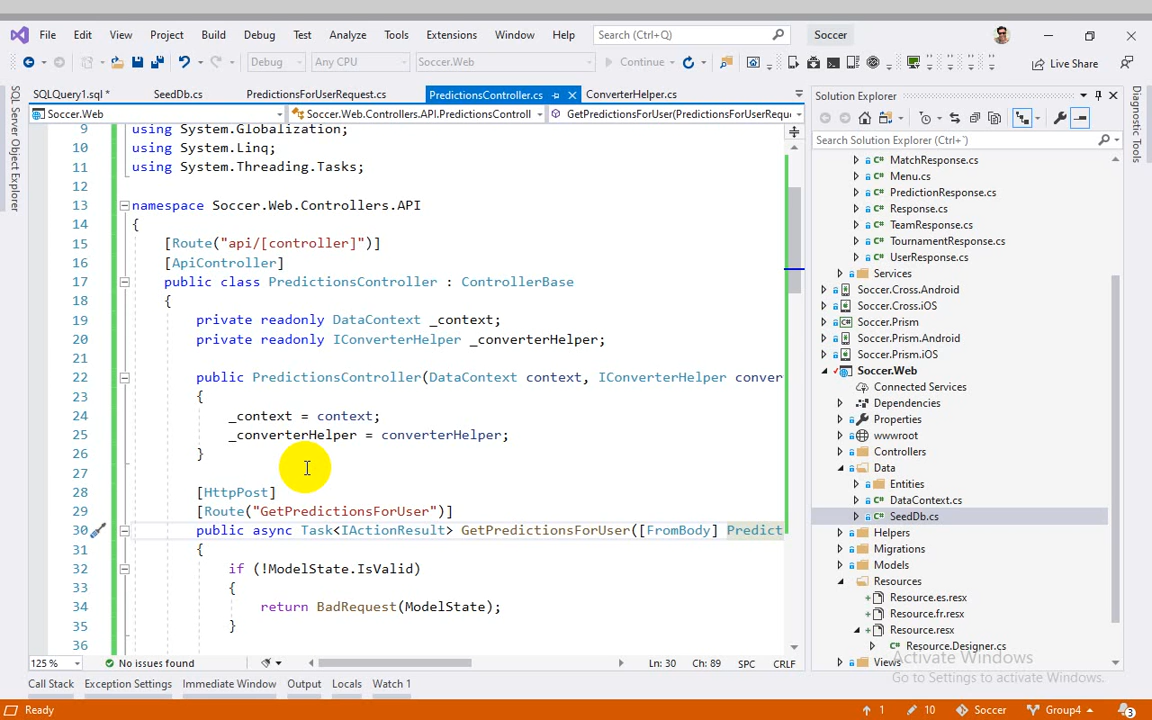 File Edit View Project Build Debug Test Analyze Tools Extensions Window Help Search (Ctrl+Q) Soccer
Debug Any CPU Soccer.Web Continue Live Share
SQLQuery1.sql * SeedDb.cs PredictionsForUserRequest.cs PredictionsController.cs ConverterHelper.cs
Soccer.Web Soccer.Web.Controllers.API.PredictionsControll GetPredictionsForUser(PredictionsForUserRequ
SQL Server Object Explorer
9 using System.Globalization;
10 using System.Linq;
11 using System.Threading.Tasks;
12
13 namespace Soccer.Web.Controllers.API
14 {
15 [Route("api/[controller]")]
16 [ApiController]
17 public class PredictionsController : ControllerBase
18 {
19 private readonly DataContext _context;
20 private readonly IConverterHelper _converterHelper;
21
22 public PredictionsController(DataContext context, IConverterHelper conver
23 {
24 _context = context;
25 _converterHelper = converterHelper;
26 }
27
28 [HttpPost]
29 [Route("GetPredictionsForUser")]
30 public async Task<IActionResult> GetPredictionsForUser([FromBody] Predict
31 {
32 if (!ModelState.IsValid)
33 {
34 return BadRequest(ModelState);
35 }
36
125 % No issues found Ln: 30 Ch: 89 SPC CRLF
Call Stack Exception Settings Immediate Window Output Locals Watch 1
Ready 1 10 Soccer Group4 3
Solution Explorer
Search Solution Explorer (Ctrl+´)
MatchResponse.cs
Menu.cs
PredictionResponse.cs
Response.cs
TeamResponse.cs
TournamentResponse.cs
UserResponse.cs
Services
Soccer.Cross.Android
Soccer.Cross.iOS
Soccer.Prism
Soccer.Prism.Android
Soccer.Prism.iOS
Soccer.Web
Connected Services
Dependencies
Properties
wwwroot
Controllers
Data
Entities
DataContext.cs
SeedDb.cs
Helpers
Migrations
Models
Resources
Resource.es.resx
Resource.fr.resx
Resource.resx
Resource.Designer.cs
Views
Activate Windows
Go to Settings to activate Windows.
Diagnostic Tools